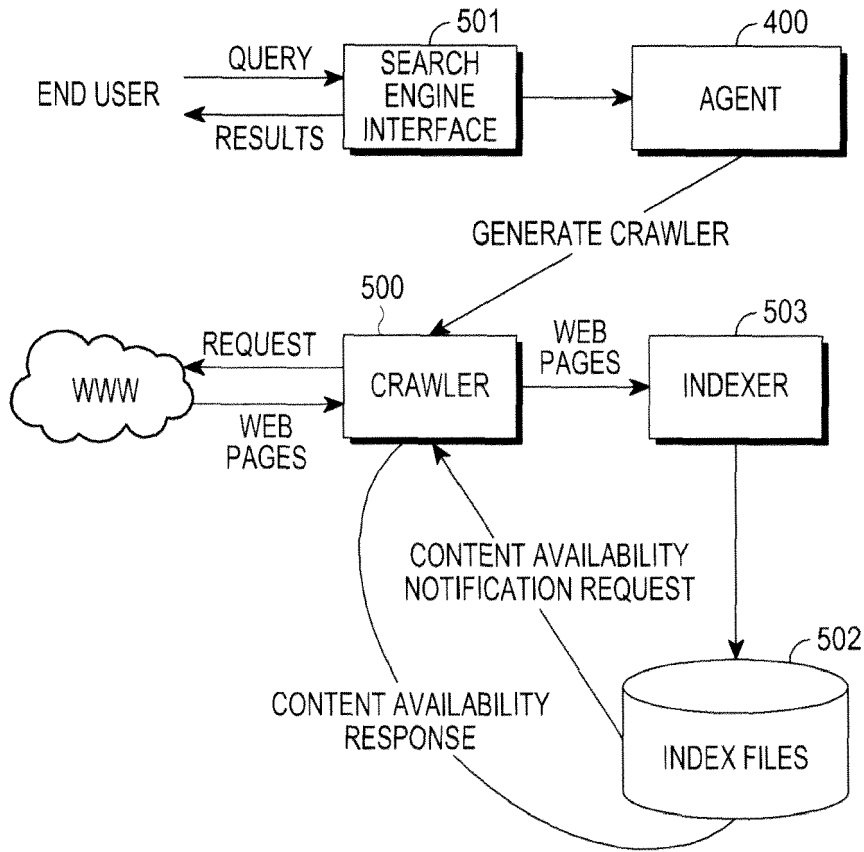 501
400
QUERY
END USER
RESULTS
SEARCH
ENGINE
INTERFACE
AGENT
GENERATE CRAWLER
500
503
REQUEST
WWW
WEB
PAGES
CRAWLER
WEB
PAGES
INDEXER
CONTENT AVAILABILITY
NOTIFICATION REQUEST
502
CONTENT AVAILABILITY
RESPONSE
INDEX FILES